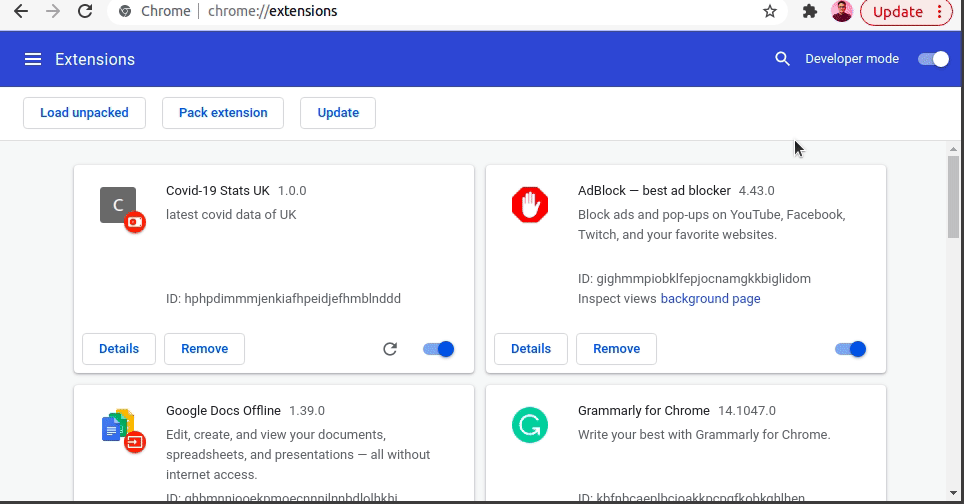 Chrome | chrome://extensions
Update
Extensions
Developer mode
Load unpacked
Pack extension
Update
C
Covid-19 Stats UK 1.0.0
latest covid data of UK
ID: hphpdimmmjenkiafhpeidjefhmblnddd
Details
Remove
AdBlock — best ad blocker 4.43.0
Block ads and pop-ups on YouTube, Facebook,
Twitch, and your favorite websites.
ID: gighmmpiobklfepjocnamgkkbiglidom
Inspect views background page
Details
Remove
Google Docs Offline 1.39.0
Edit, create, and view your documents,
spreadsheets, and presentations — all without
internet access.
ID:
Grammarly for Chrome 14.1047.0
Write your best with Grammarly for Chrome.
ID: